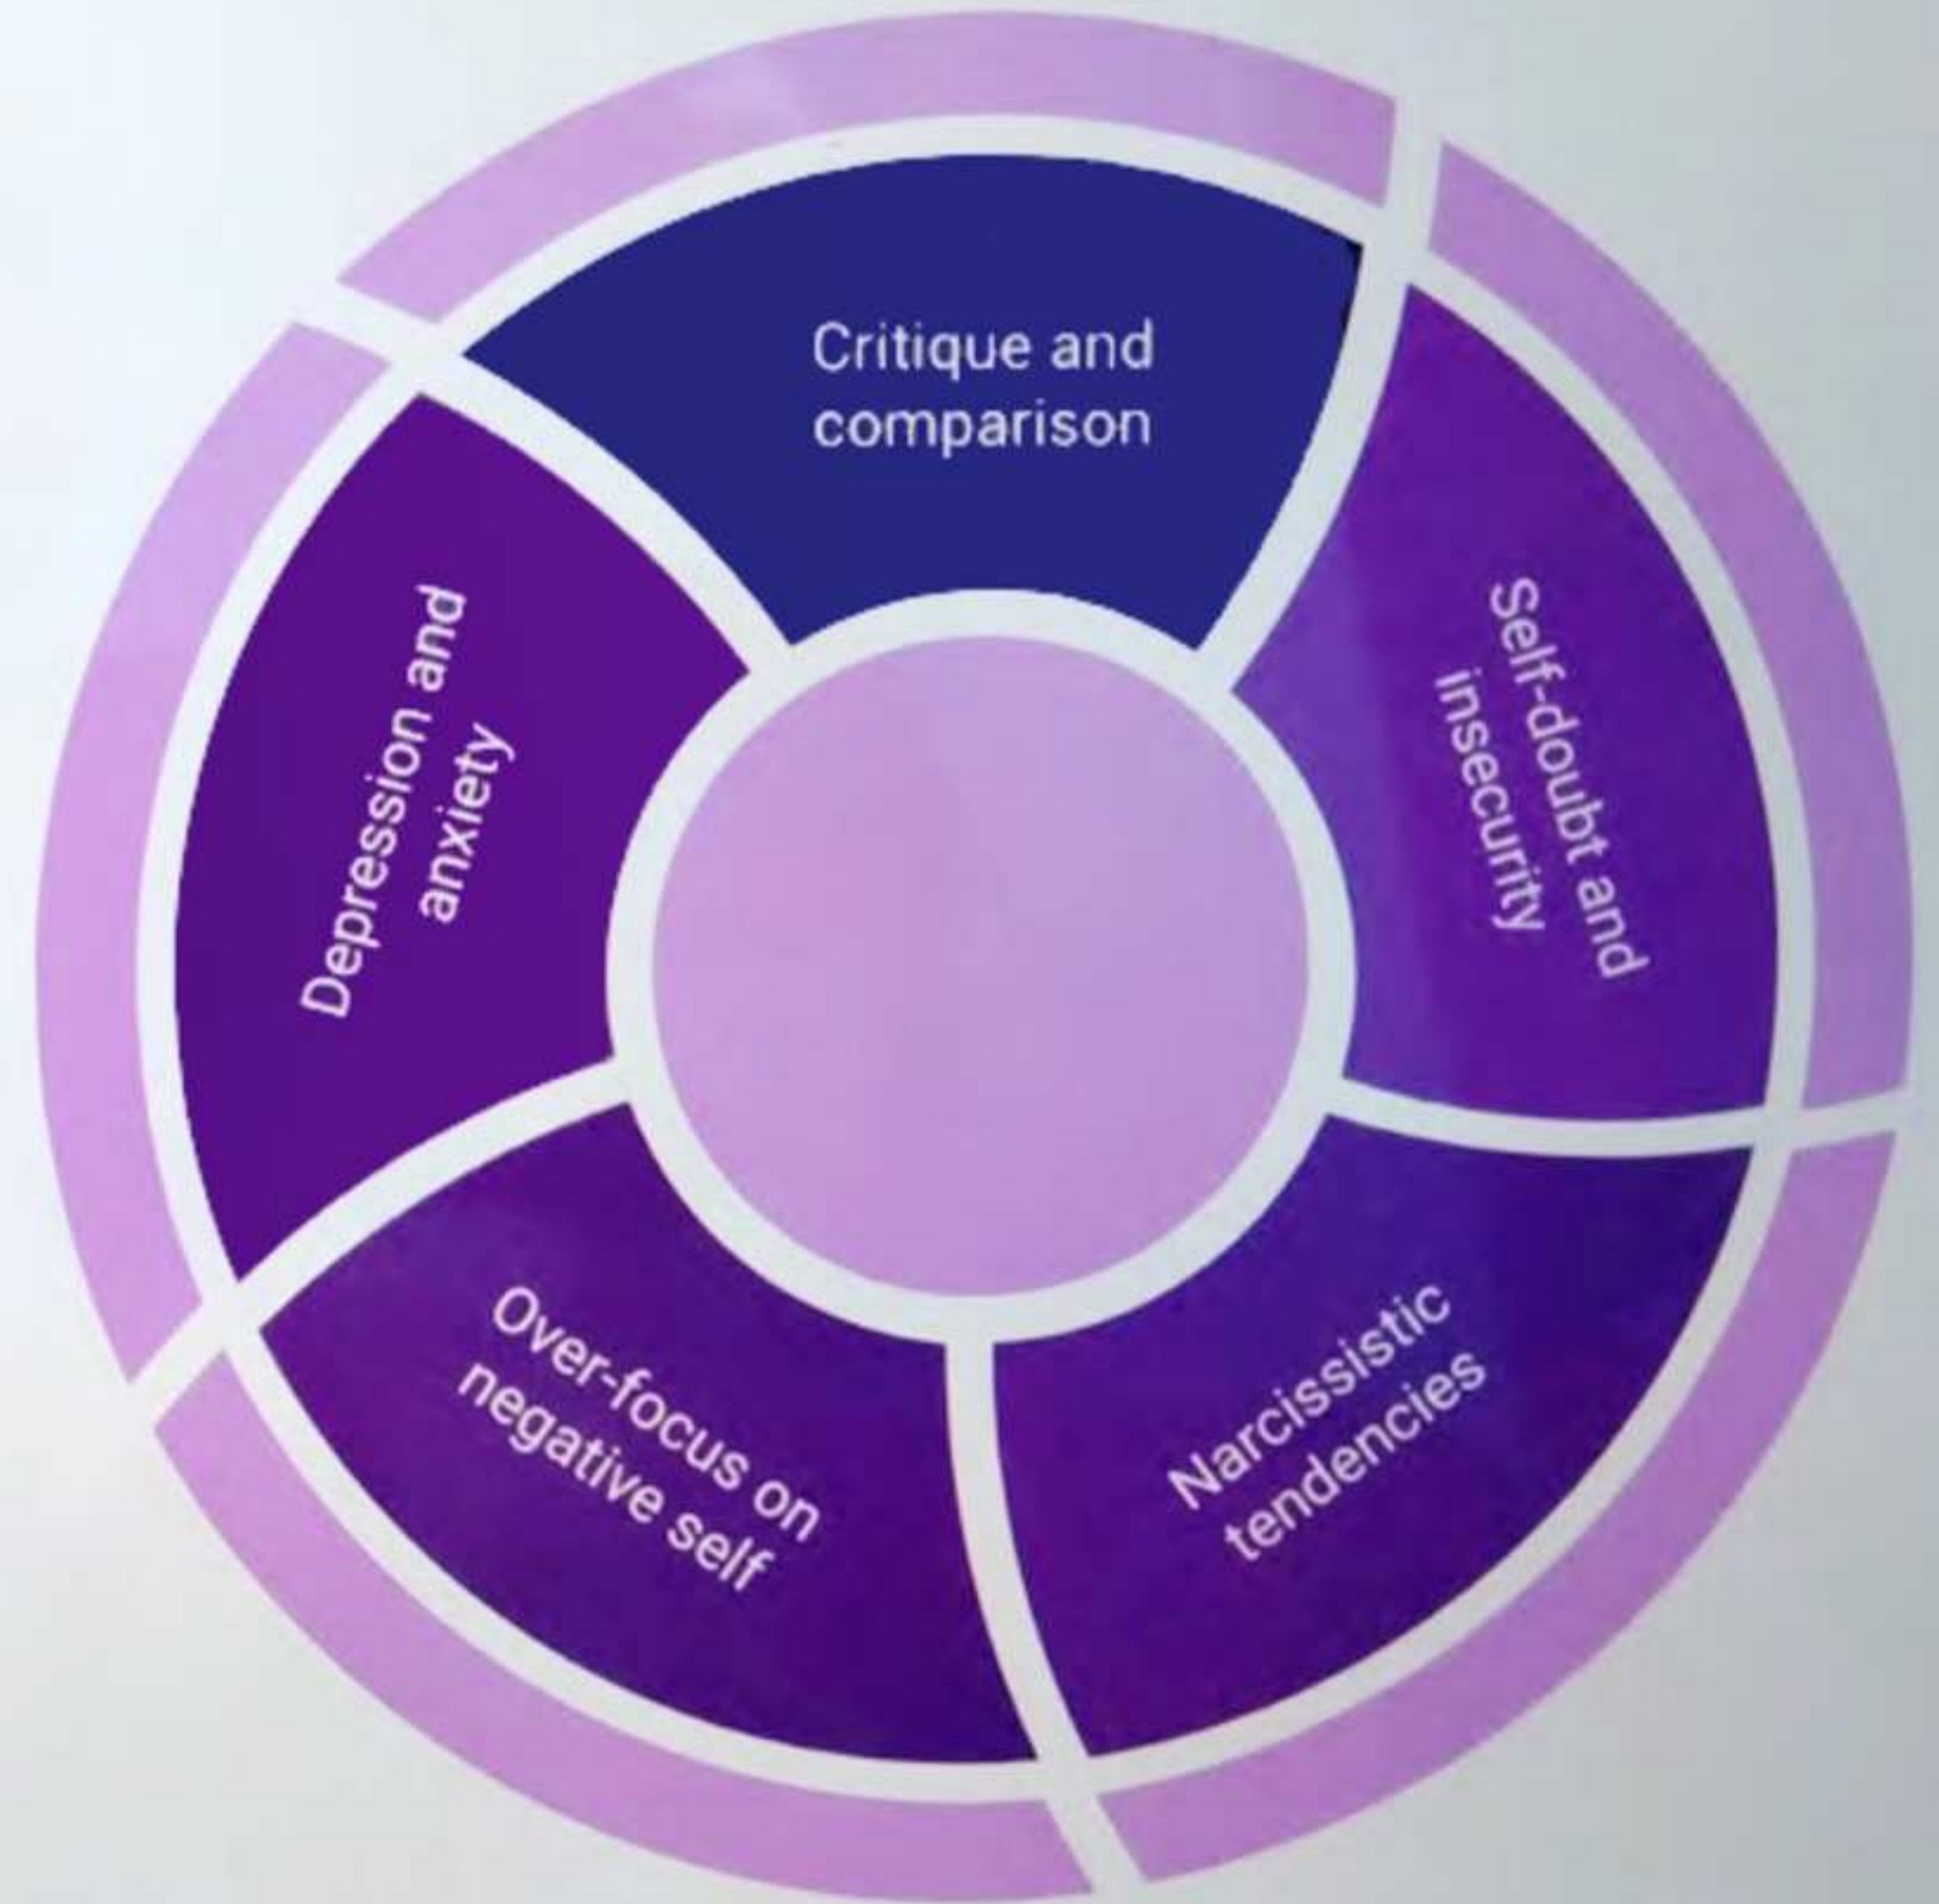 Critique and
comparison
Self-doubt and
insecurity
Narcissistic
tendencies
Over-focus on
negative self
Depression and
anxiety